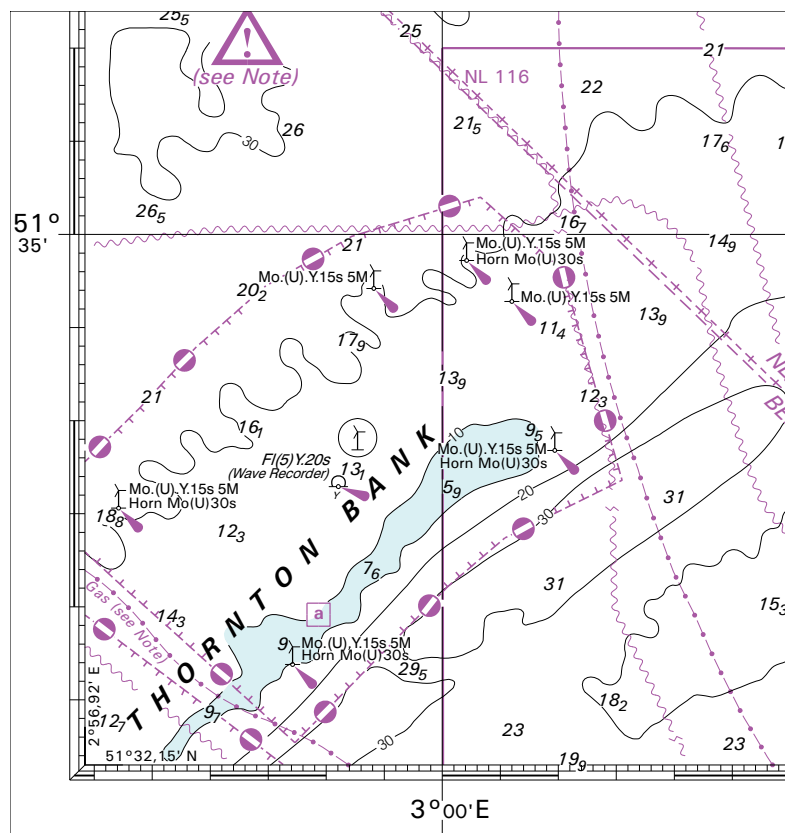 25₅
!
(see Note)
25
NL 116
21
22
21₅
17₆
1
26
30
26₅
51°
35'
16₇
14₉
21
Mo.(U).Y.15s 5M
Horn Mo(U)30s
Mo.(U).Y.15s 5M
20₂
Mo.(U).Y.15s 5M
13₉
11₄
17₉
NL
BE
13₉
21
12₃
16₁
10
9₅
THORNTON BANK
Fl(5)Y.20s
(Wave Recorder)
13₁
Mo.(U).Y.15s 5M
Horn Mo(U)30s
Mo.(U).Y.15s 5M
Horn Mo(U)30s
5₉
20
31
18₈
12₃
30
7₆
31
Gas (see Note)
14₃
a
15₃
9
Mo.(U).Y.15s 5M
Horn Mo(U)30s
29₅
18₂
12₇
2°56,92' E
9₇
23
23
30
51°32,15' N
19₉
3°00'E